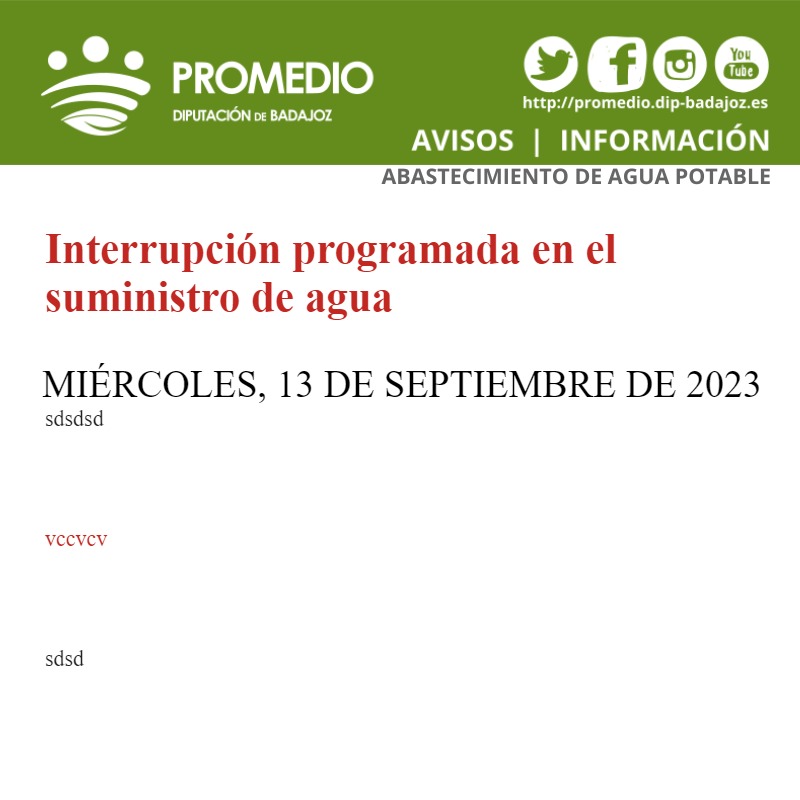 PROMEDIO
DIPUTACIÓN DE BADAJOZ
You
Tube
http://promedio.dip-badajoz.es
AVISOS | INFORMACIÓN
ABASTECIMIENTO DE AGUA POTABLE
Interrupción programada en el
suministro de agua
MIÉRCOLES, 13 DE SEPTIEMBRE DE 2023
sdsdsd
vccvcv
sdsd